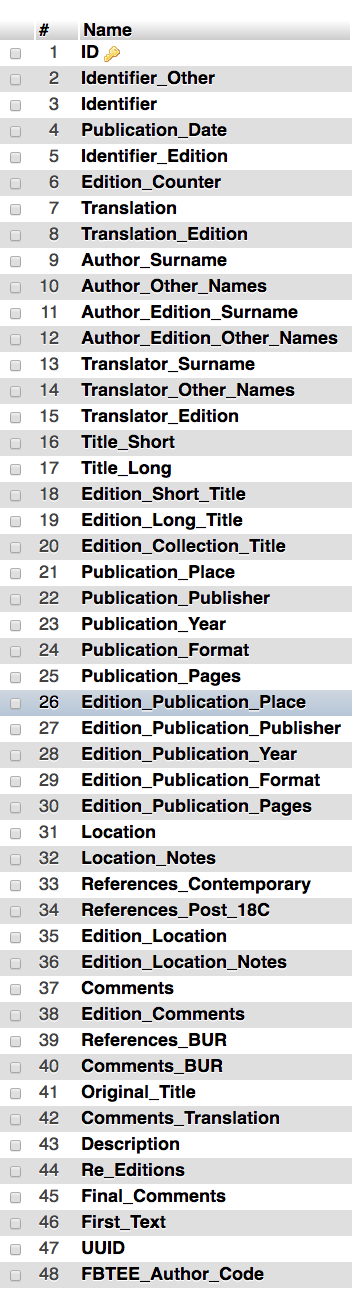 # Name
1 ID
2 Identifier_Other
3 Identifier
4 Publication_Date
5 Identifier_Edition
6 Edition_Counter
7 Translation
8 Translation_Edition
9 Author_Surname
10 Author_Other_Names
11 Author_Edition_Surname
12 Author_Edition_Other_Names
13 Translator_Surname
14 Translator_Other_Names
15 Translator_Edition
16 Title_Short
17 Title_Long
18 Edition_Short_Title
19 Edition_Long_Title
20 Edition_Collection_Title
21 Publication_Place
22 Publication_Publisher
23 Publication_Year
24 Publication_Format
25 Publication_Pages
26 Edition_Publication_Place
27 Edition_Publication_Publisher
28 Edition_Publication_Year
29 Edition_Publication_Format
30 Edition_Publication_Pages
31 Location
32 Location_Notes
33 References_Contemporary
34 References_Post_18C
35 Edition_Location
36 Edition_Location_Notes
37 Comments
38 Edition_Comments
39 References_BUR
40 Comments_BUR
41 Original_Title
42 Comments_Translation
43 Description
44 Re_Editions
45 Final_Comments
46 First_Text
47 UUID
48 FBTEE_Author_Code